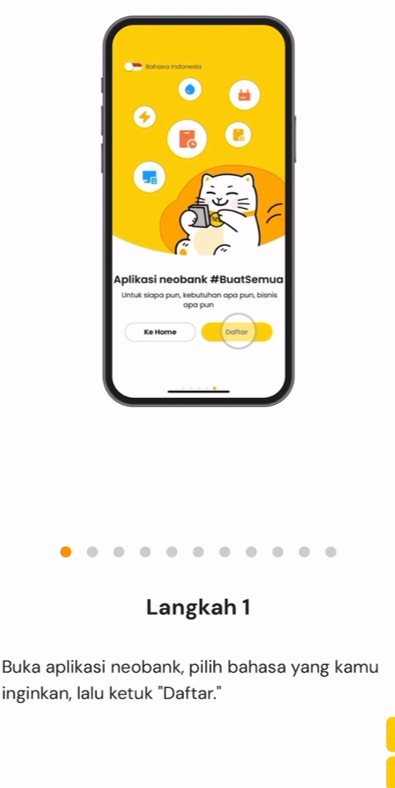 Bahasa Indonesia
Aplikasi neobank #BuatSemua
Untuk siapa pun, kebutuhan apa pun, bisnis
apa pun
Ke Home
Daftar
Langkah 1
Buka aplikasi neobank, pilih bahasa yang kamu
inginkan, lalu ketuk "Daftar."